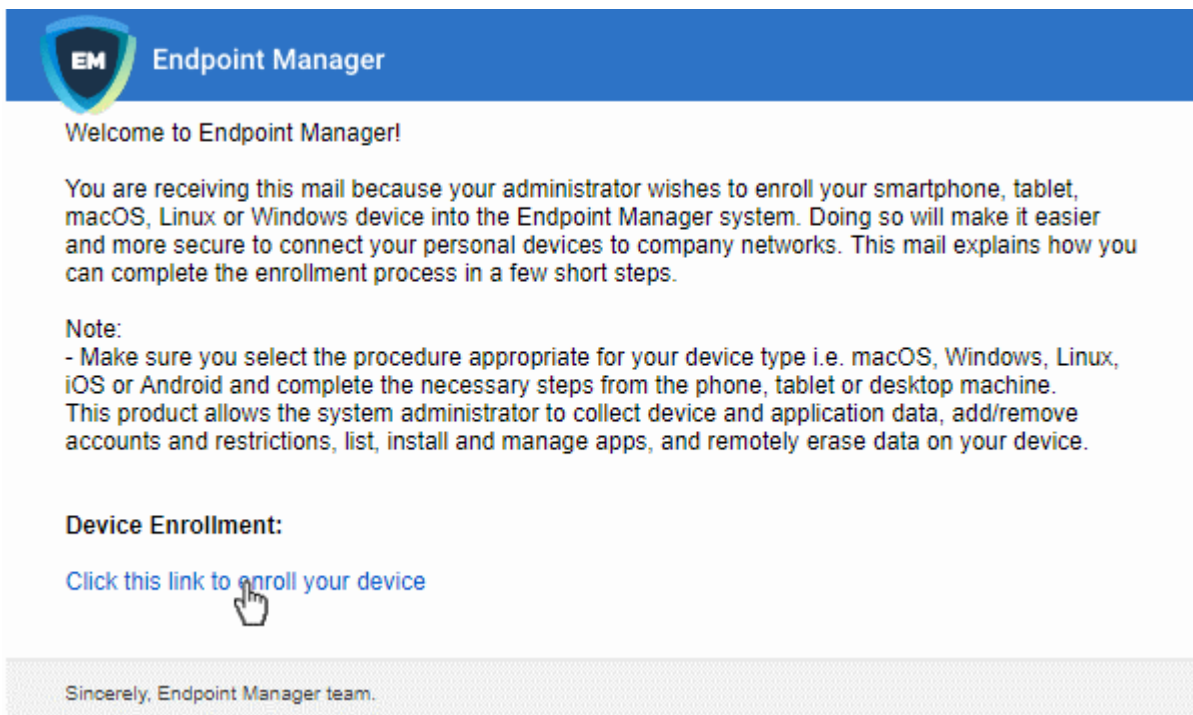 EM
Endpoint Manager
Welcome to Endpoint Manager!
You are receiving this mail because your administrator wishes to enroll your smartphone, tablet,
macOS, Linux or Windows device into the Endpoint Manager system. Doing so will make it easier
and more secure to connect your personal devices to company networks. This mail explains how you
can complete the enrollment process in a few short steps.
Note:
- Make sure you select the procedure appropriate for your device type i.e. macOS, Windows, Linux,
iOS or Android and complete the necessary steps from the phone, tablet or desktop machine.
This product allows the system administrator to collect device and application data, add/remove
accounts and restrictions, list, install and manage apps, and remotely erase data on your device.
Device Enrollment:
Click this link to enroll your device
Sincerely, Endpoint Manager team.